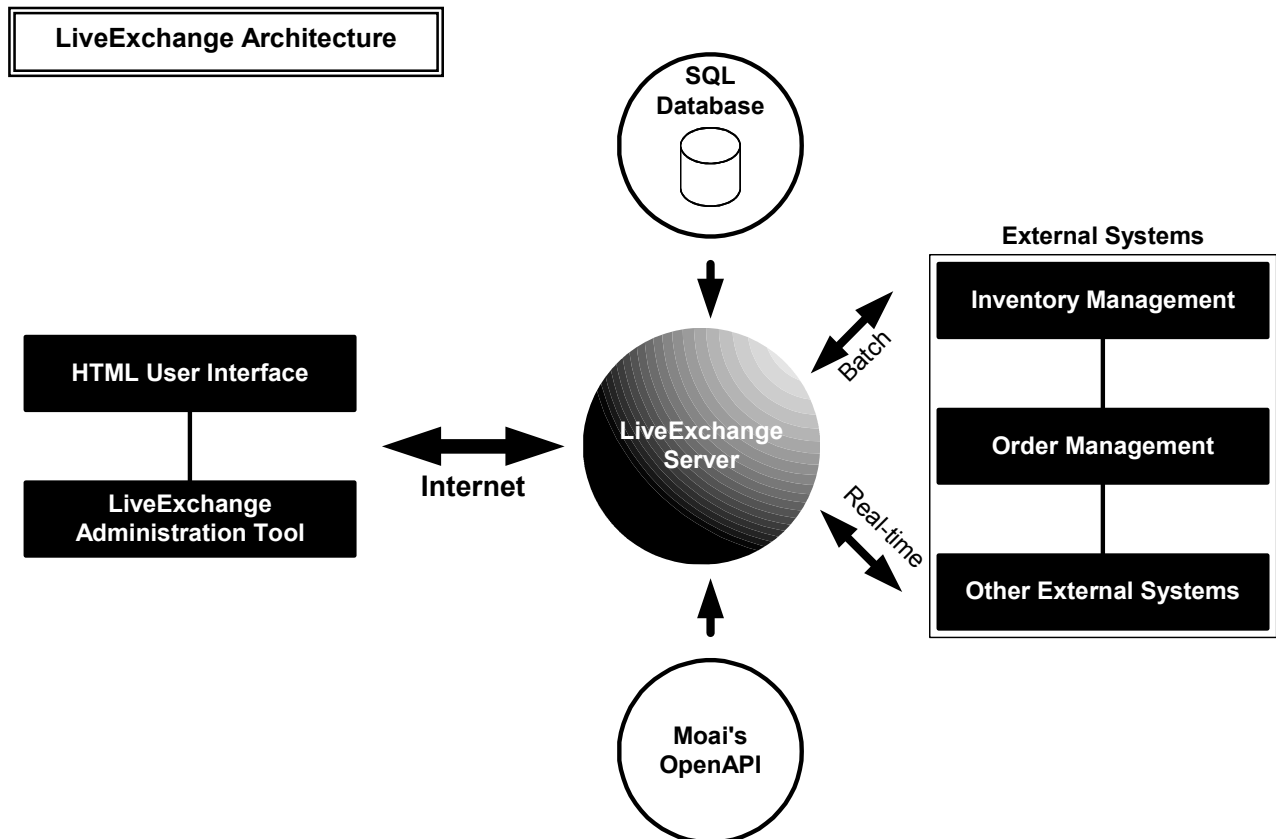 LiveExchange Architecture
SQL
Database
External Systems
Inventory Management
Batch
HTML User Interface
LiveExchange
Server
Order Management
Internet
LiveExchange
Administration Tool
Real-time
Other External Systems
Moai's
OpenAPI